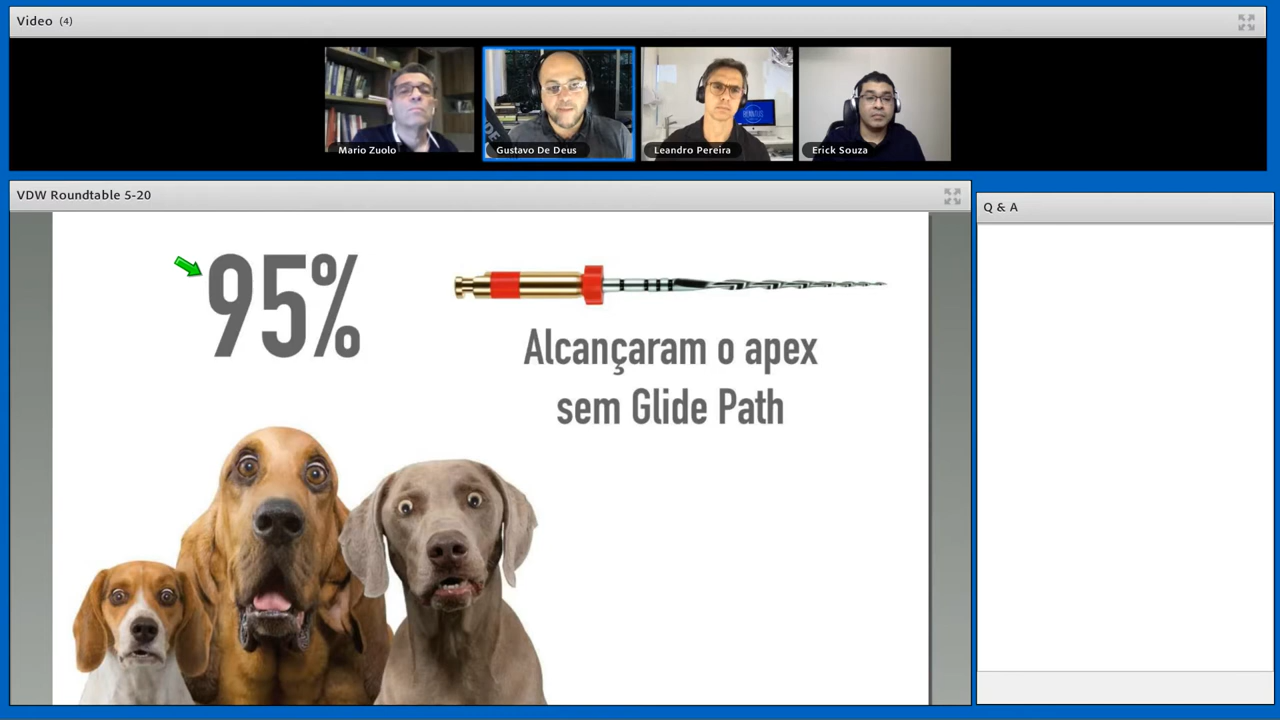 Video (4)
Mario Zuolo
Gustavo De Deus
Leandro Pereira
Erick Souza
VDW Roundtable 5-20
Q & A
95%
Alcançaram o apex
sem Glide Path